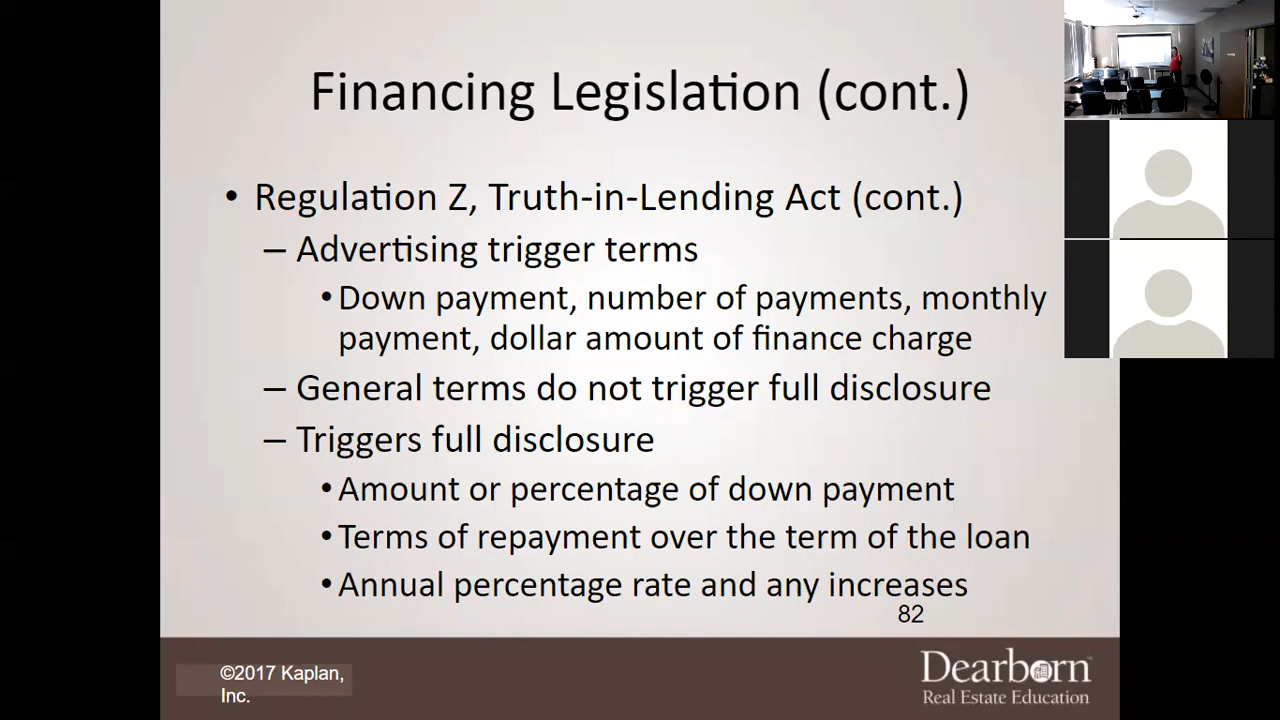 Financing Legislation (cont.)
• Regulation Z, Truth-in-Lending Act (cont.)
– Advertising trigger terms
• Down payment, number of payments, monthly
payment, dollar amount of finance charge
– General terms do not trigger full disclosure
– Triggers full disclosure
• Amount or percentage of down payment
• Terms of repayment over the term of the loan
• Annual percentage rate and any increases
82
©2017 Kaplan,
Inc.
Dearborn™
Real Estate Education